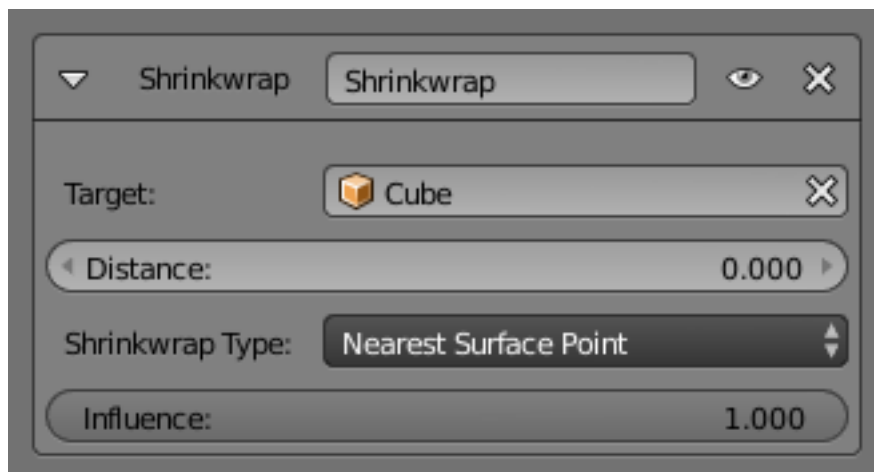 Shrinkwrap Shrinkwrap
Target: Cube
Distance: 0.000
Shrinkwrap Type: Nearest Surface Point
Influence: 1.000